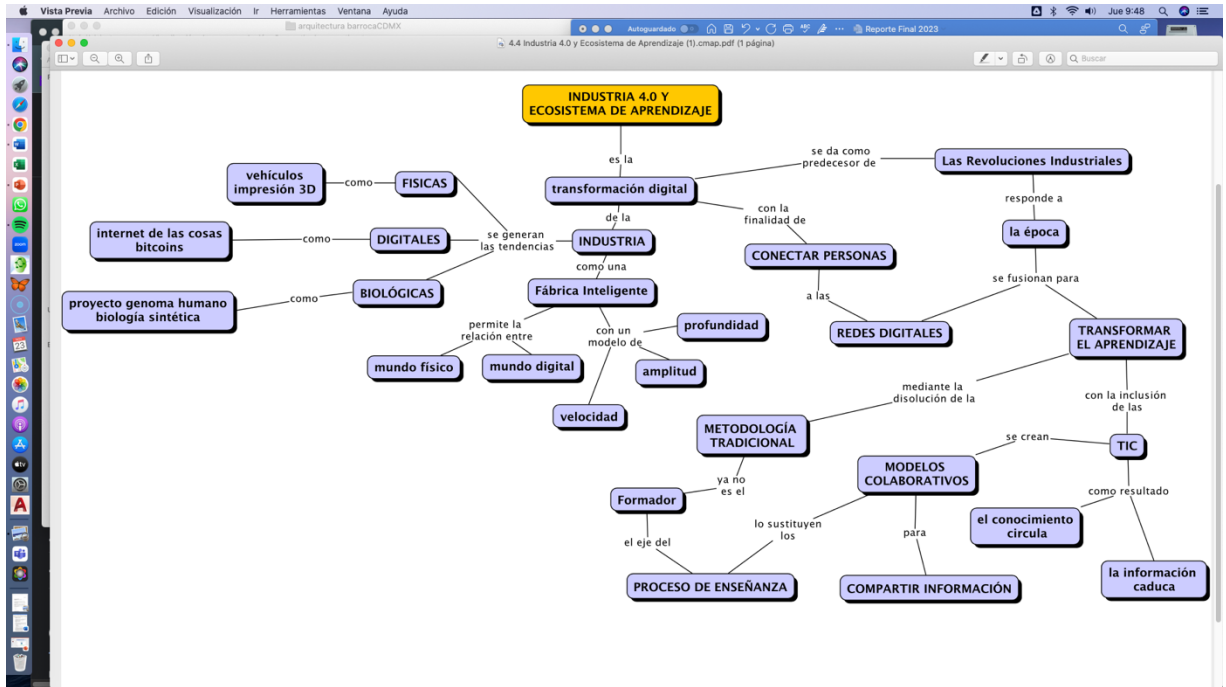 Vista Previa Archivo Edición Visualización Ir Herramientas Ventana Ayuda
Jue 9:48
arquitectura barrocaCDMX
Autoguardado
Reporte Final 2023
4.4 Industria 4.0 y Ecosistema de Aprendizaje (1).cmap.pdf (1 página)
Buscar
INDUSTRIA 4.0 Y
ECOSISTEMA DE APRENDIZAJE
es la
se da como
predecesor de
Las Revoluciones Industriales
vehículos
impresión 3D
como
FISICAS
transformación digital
responde a
con la
finalidad de
de la
la época
internet de las cosas
bitcoins
como
DIGITALES
se generan
las tendencias
INDUSTRIA
CONECTAR PERSONAS
como una
se fusionan para
proyecto genoma humano
biología sintética
como
BIOLÓGICAS
Fábrica Inteligente
a las
permite la
relación entre
con un
modelo de
profundidad
REDES DIGITALES
TRANSFORMAR
EL APRENDIZAJE
mundo físico
mundo digital
amplitud
velocidad
mediante la
disolución de la
con la inclusión
de las
METODOLOGÍA
TRADICIONAL
se crean
TIC
MODELOS
COLABORATIVOS
ya no
es el
como resultado
Formador
el conocimiento
circula
lo sustituyen
los
para
el eje del
la información
caduca
PROCESO DE ENSEÑANZA
COMPARTIR INFORMACIÓN
23
tv